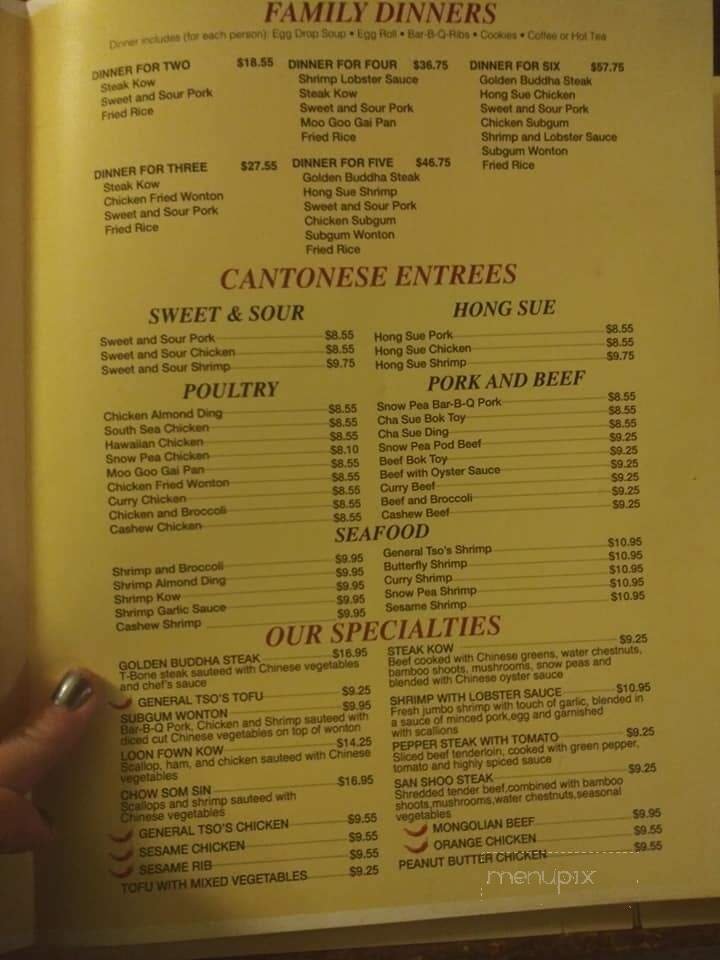 FAMILY DINNERS
Dinner includes (for each person): Egg Drop Soup • Egg Roll • Bar-B-Q-Ribs • Cookies • Coffee or Hot Tea
DINNER FOR TWO $18.55
Steak Kow
Sweet and Sour Pork
Fried Rice
DINNER FOR THREE $27.55
Steak Kow
Chicken Fried Wonton
Sweet and Sour Pork
Fried Rice
DINNER FOR FOUR $36.75
Shrimp Lobster Sauce
Steak Kow
Sweet and Sour Pork
Moo Goo Gai Pan
Fried Rice
DINNER FOR FIVE $46.75
Golden Buddha Steak
Hong Sue Shrimp
Sweet and Sour Pork
Chicken Subgum
Subgum Wonton
Fried Rice
DINNER FOR SIX $57.75
Golden Buddha Steak
Hong Sue Chicken
Sweet and Sour Pork
Chicken Subgum
Shrimp and Lobster Sauce
Subgum Wonton
Fried Rice
CANTONESE ENTREES
SWEET & SOUR
Sweet and Sour Pork $8.55
Sweet and Sour Chicken $8.55
Sweet and Sour Shrimp $9.75
HONG SUE
Hong Sue Pork $8.55
Hong Sue Chicken $8.55
Hong Sue Shrimp $9.75
POULTRY
Chicken Almond Ding $8.55
South Sea Chicken $8.55
Hawaiian Chicken $8.55
Snow Pea Chicken $8.10
Moo Goo Gai Pan $8.55
Chicken Fried Wonton $8.55
Curry Chicken $8.55
Chicken and Broccoli $8.55
Cashew Chicken $8.55
PORK AND BEEF
Snow Pea Bar-B-Q Pork $8.55
Cha Sue Bok Toy $8.55
Cha Sue Ding $8.55
Snow Pea Pod Beef $9.25
Beef Bok Toy $9.25
Beef with Oyster Sauce $9.25
Curry Beef $9.25
Beef and Broccoli $9.25
Cashew Beef $9.25
SEAFOOD
Shrimp and Broccoli $9.95
Shrimp Almond Ding $9.95
Shrimp Kow $9.95
Shrimp Garlic Sauce $9.95
Cashew Shrimp $9.95
General Tso's Shrimp $10.95
Butterfly Shrimp $10.95
Curry Shrimp $10.95
Snow Pea Shrimp $10.95
Sesame Shrimp $10.95
OUR SPECIALTIES
GOLDEN BUDDHA STEAK $16.95
T-Bone steak sauteed with Chinese vegetables
and chef's sauce
GENERAL TSO'S TOFU $9.25
SUBGUM WONTON $9.95
Bar-B-Q Pork, Chicken and Shrimp sauteed with
diced cut Chinese vegetables on top of wonton
LOON FOWN KOW $14.25
Scallop, ham, and chicken sauteed with Chinese
vegetables
CHOW SOM SIN $16.95
Scallops and shrimp sauteed with
Chinese vegetables
GENERAL TSO'S CHICKEN $9.55
SESAME CHICKEN $9.55
SESAME RIB $9.55
TOFU WITH MIXED VEGETABLES $9.25
STEAK KOW $9.25
Beef cooked with Chinese greens, water chestnuts,
bamboo shoots, mushrooms, snow peas and
blended with Chinese oyster sauce
SHRIMP WITH LOBSTER SAUCE $10.95
Fresh jumbo shrimp with touch of garlic, blended in
a sauce of minced pork,egg and garnished
with scallions
PEPPER STEAK WITH TOMATO $9.25
Sliced beef tenderloin, cooked with green pepper,
tomato and highly spiced sauce
SAN SHOO STEAK $9.25
Shredded tender beef,combined with bamboo
shoots,mushrooms,water chestnuts,seasonal
vegetables
MONGOLIAN BEEF $9.95
ORANGE CHICKEN $9.55
PEANUT BUTTER CHICKEN $9.55
menupix